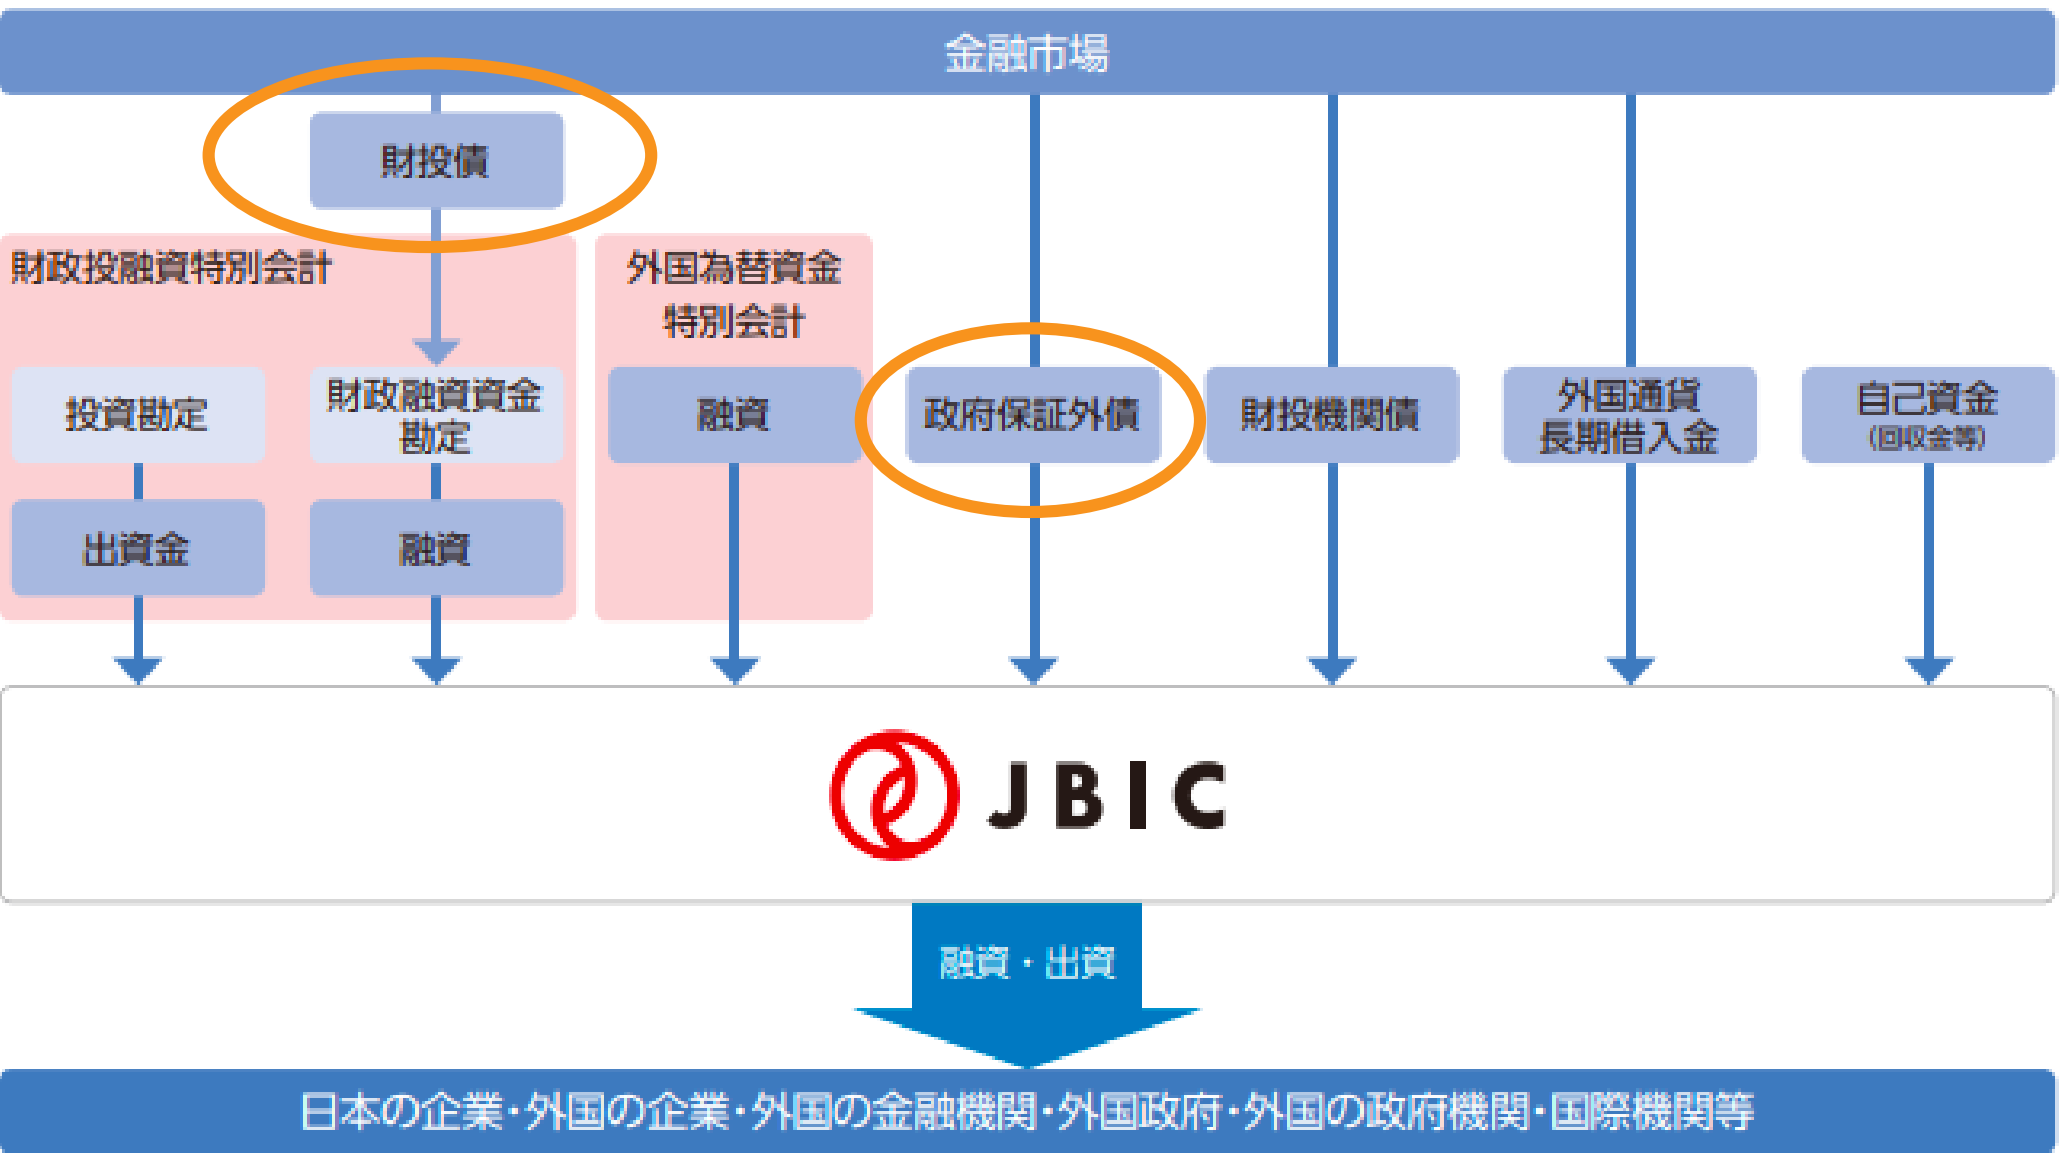 金融市場
財投債
財政投融資特別会計
外国為替資金
特別会計
投資勘定
財政融資資金
勘定
融資
政府保証外債
財投機関債
外国通貨
長期借入金
自己資金
(回収金等)
出資金
融資
JBIC
融資・出資
日本の企業・外国の企業・外国の金融機関・外国政府・外国の政府機関・国際機関等